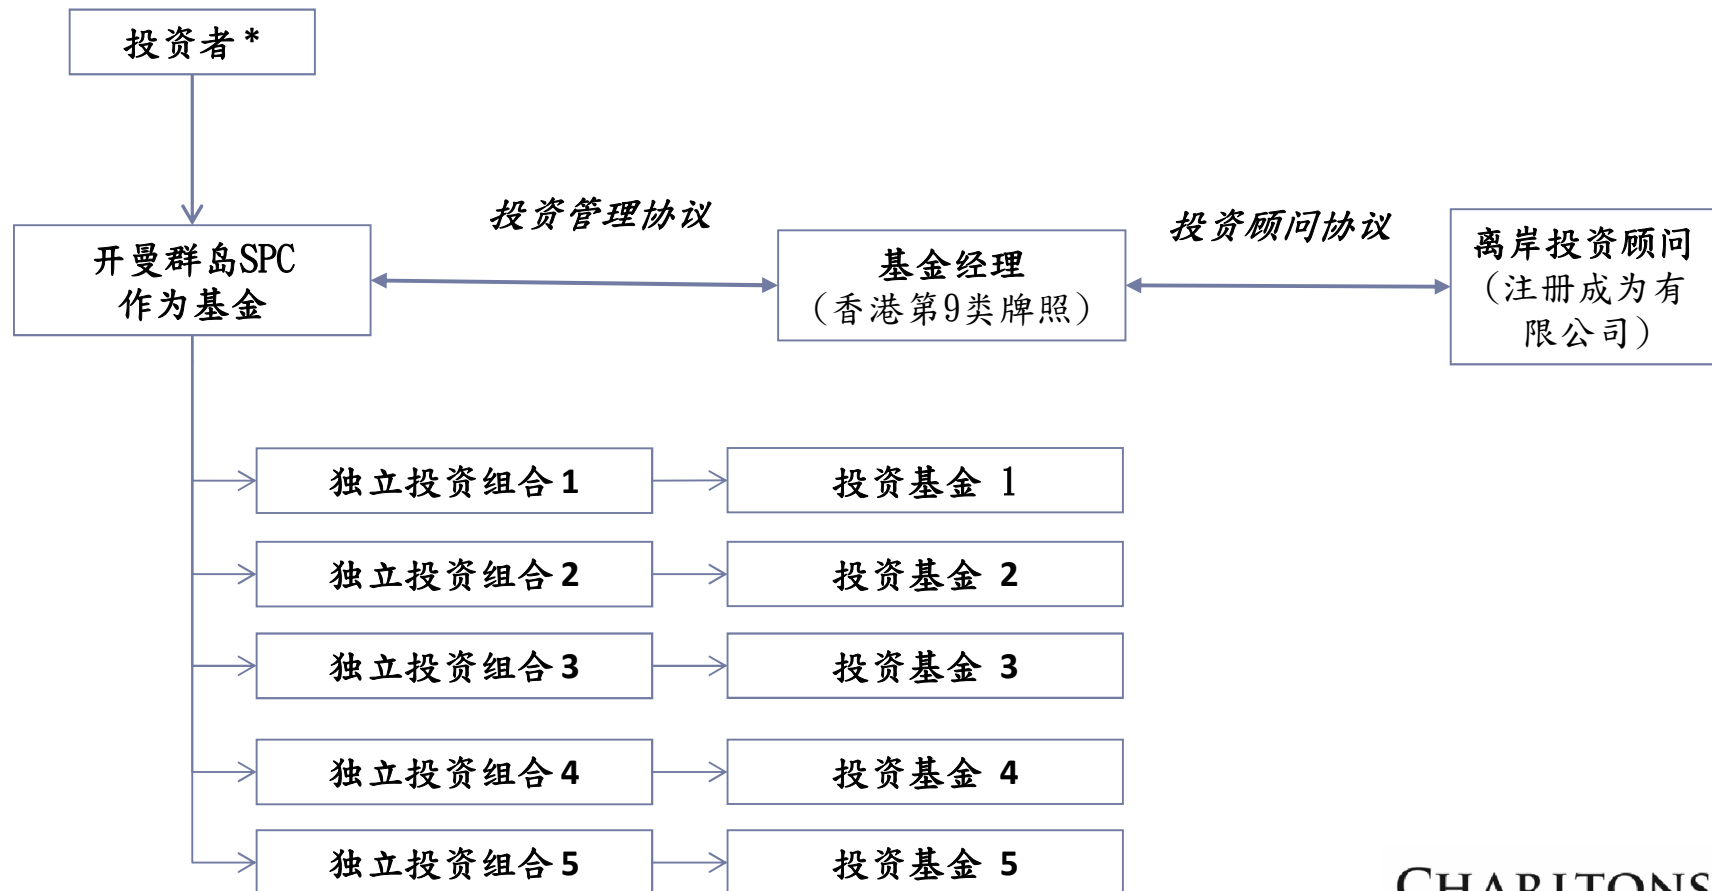 投资者*
投资管理协议
投资顾问协议
开曼群岛SPC
作为基金
基金经理
（香港第9类牌照）
离岸投资顾问
（注册成为有
限公司）
独立投资组合1
投资基金 1
独立投资组合2
投资基金 2
独立投资组合3
投资基金 3
独立投资组合4
投资基金 4
独立投资组合5
投资基金 5